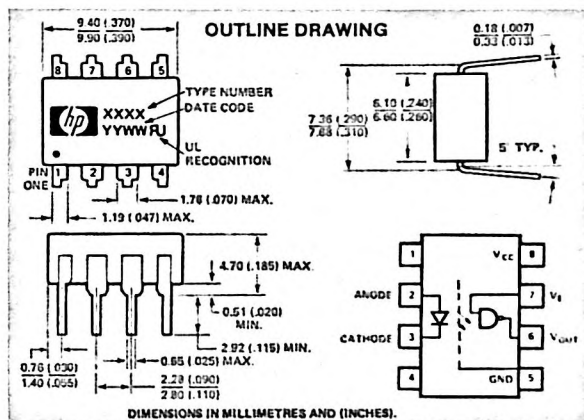 OUTLINE DRAWING
9.40 (.370)
9.90 (.390)
8 7 6 5
hp
XXXX
YYWW RU
TYPE NUMBER
DATE CODE
UL
RECOGNITION
PIN
ONE
1 2 3 4
1.78 (.070) MAX.
1.19 (.047) MAX.
0.18 (.007)
0.33 (.013)
7.36 (.290)
7.88 (.310)
6.10 (.240)
6.60 (.260)
5° TYP.
4.70 (.185) MAX.
0.51 (.020)
MIN.
2.92 (.115) MIN.
0.76 (.030)
1.40 (.055)
0.65 (.025) MAX.
2.28 (.090)
2.80 (.110)
1
VCC
8
ANODE
2
7
VE
CATHODE
3
6
VOUT
4
GND
5
DIMENSIONS IN MILLIMETRES AND (INCHES).